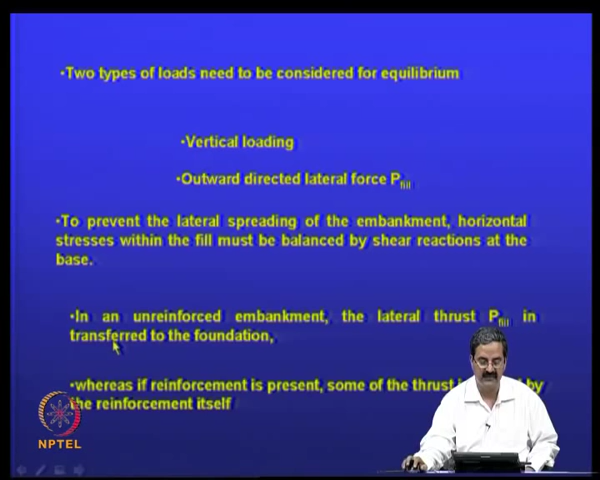 •Two types of loads need to be considered for equilibrium
•Vertical loading
•Outward directed lateral force Pfill
•To prevent the lateral spreading of the embankment, horizontal
stresses within the fill must be balanced by shear reactions at the
base.
•In an unreinforced embankment, the lateral thrust Pfill in
transferred to the foundation,
•whereas if reinforcement is present, some of the thrust by
the reinforcement itself
NPTEL